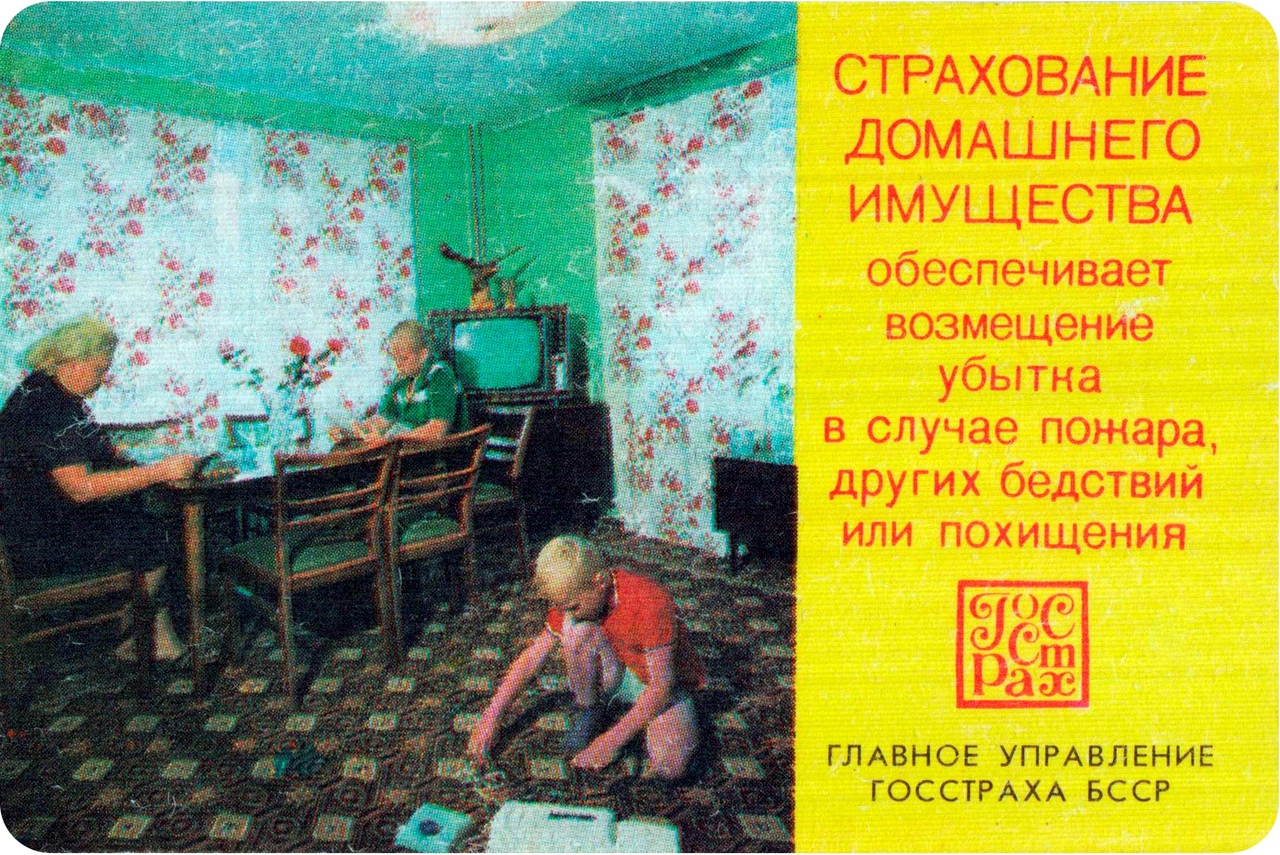 СТРАХОВАНИЕ
ДОМАШНЕГО
ИМУЩЕСТВА
обеспечивает
возмещение
убытка
в случае пожара,
других бедствий
или похищения
ГОС
СТ
РАХ
ГЛАВНОЕ УПРАВЛЕНИЕ
ГОССТРАХА БССР